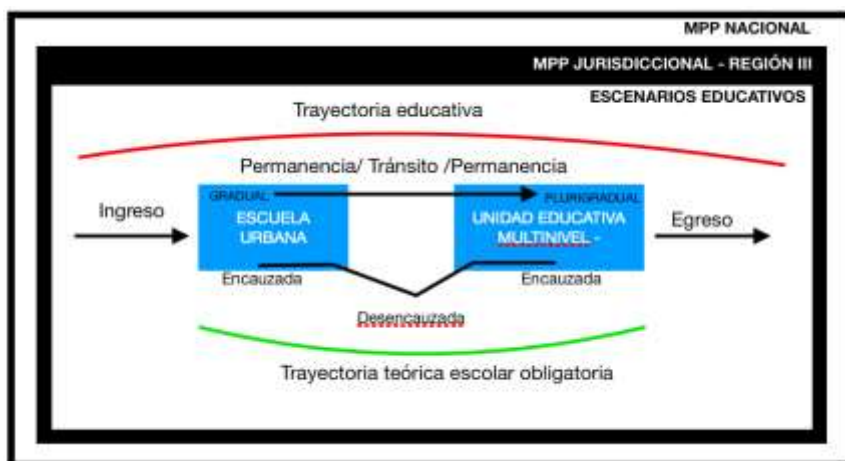 MPP NACIONAL
MPP JURISDICCIONAL - REGIÓN III
ESCENARIOS EDUCATIVOS
Trayectoria educativa
Permanencia/ Tránsito /Permanencia
GRADUAL
PLURIGRADUAL
Ingreso
ESCUELA
URBANA
UNIDAD EDUCATIVA
MULTINIVEL -
Egreso
Encauzada
Encauzada
Desencauzada
Trayectoria teórica escolar obligatoria